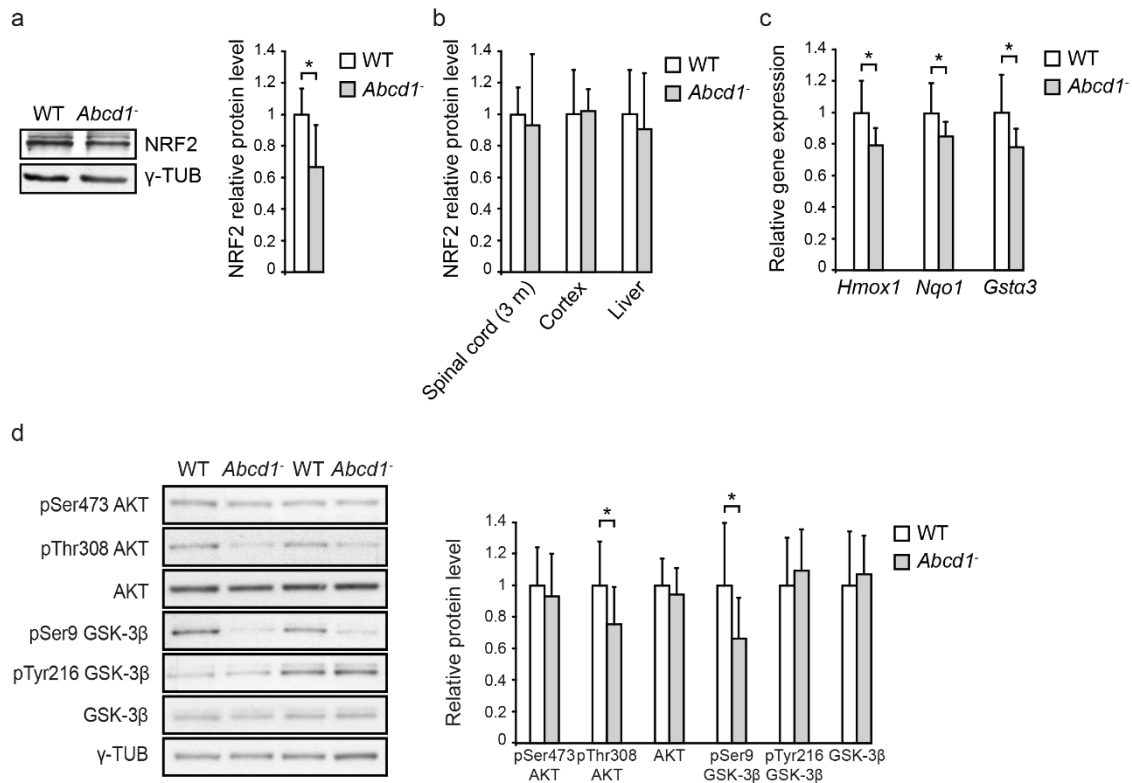 a
WT Abcd1-
NRF2
γ-TUB
NRF2 relative protein level
1.4
1.2
1
0.8
0.6
0.4
0.2
0
*
WT
Abcd1-
b
NRF2 relative protein level
1.4
1.2
1
0.8
0.6
0.4
0.2
0
WT
Abcd1-
Spinal cord (3 m)
Cortex
Liver
c
Relative gene expression
1.4
1.2
1
0.8
0.6
0.4
0.2
0
* * *
WT
Abcd1-
Hmox1 Nqo1 Gstα3
d
WT Abcd1- WT Abcd1-
pSer473 AKT
pThr308 AKT
AKT
pSer9 GSK-3β
pTyr216 GSK-3β
GSK-3β
γ-TUB
Relative protein level
1.4
1.2
1
0.8
0.6
0.4
0.2
0
* *
WT
Abcd1-
pSer473 pThr308 AKT pSer9 pTyr216 GSK-3β
AKT AKT GSK-3β GSK-3β